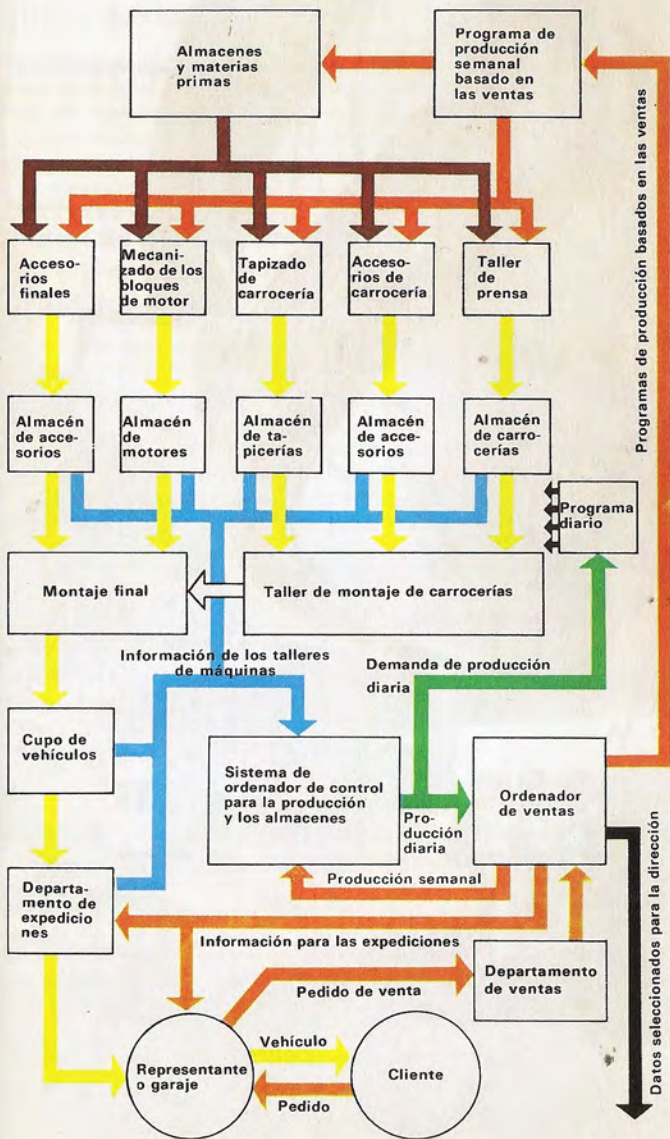 Almacenes
y materias
primas
Programa de
producción
semanal
basado en
las ventas
Programas de producción basados en las ventas
Acceso-
rios
finales
Mecani-
zado de los
bloques
de motor
Tapizado
de
carrocería
Acceso-
rios de
carrocería
Taller
de
prensa
Almacén
de acce-
sorios
Almacén
de
motores
Almacén
de ta-
picerías
Almacén
de acce-
sorios
Almacén
de carro-
cerías
Programa
diario
Montaje final
Taller de montaje de carrocerías
Información de los talleres
de máquinas
Demanda de producción
diaria
Cupo de
vehículos
Sistema de
ordenador de control
para la producción
y los almacenes
Pro-
ducción
diaria
Ordenador
de ventas
Producción semanal
Departa-
mento de
expedicio
nes
Información para las expediciones
Pedido de venta
Departamento
de ventas
Datos seleccionados para la dirección
Representante
o garaje
Vehículo
Pedido
Cliente